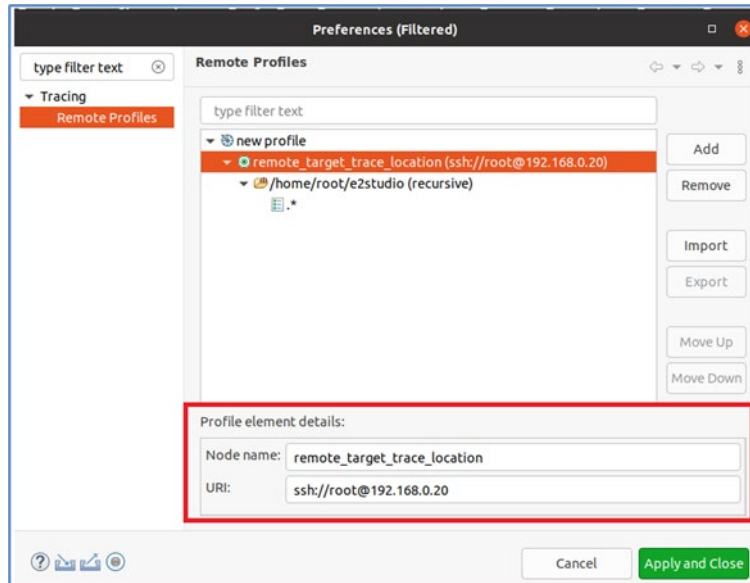 Preferences (Filtered)
type filter text
Remote Profiles
Tracing
Remote Profiles
type filter text
new profile
remote_target_trace_location (ssh://root@192.168.0.20)
/home/root/e2studio (recursive)
.*
Add
Remove
Import
Export
Move Up
Move Down
Profile element details:
Node name: remote_target_trace_location
URI: ssh://root@192.168.0.20
Cancel
Apply and Close